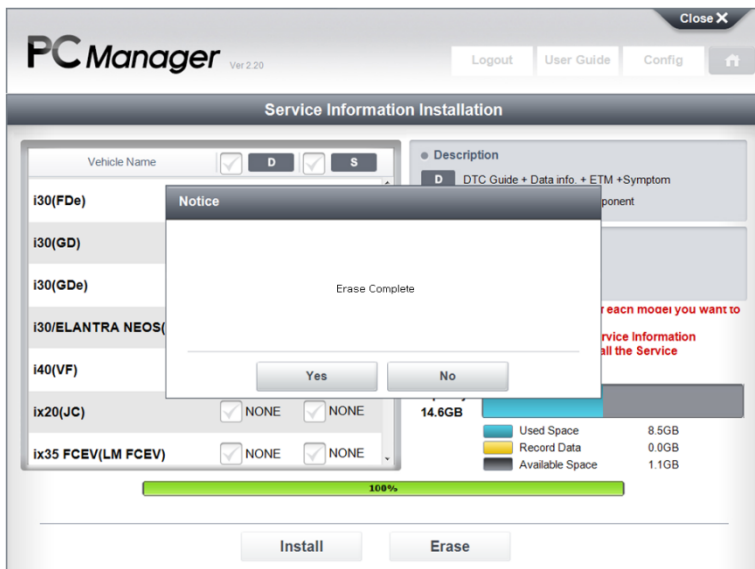 Close X
PC Manager Ver 2.20
Logout User Guide Config
Service Information Installation
Vehicle Name D S
i30(FDe)
i30(GD)
i30(GDe)
i30/ELANTRA NEOS(
i40(VF)
ix20(JC) NONE NONE
ix35 FCEV(LM FCEV) NONE NONE
Description
D DTC Guide + Data info. + ETM +Symptom
ponent
Notice
Erase Complete
Yes No
r each model you want to
rvice Information
all the Service
14.6GB
Used Space 8.5GB
Record Data 0.0GB
Available Space 1.1GB
100%
Install Erase